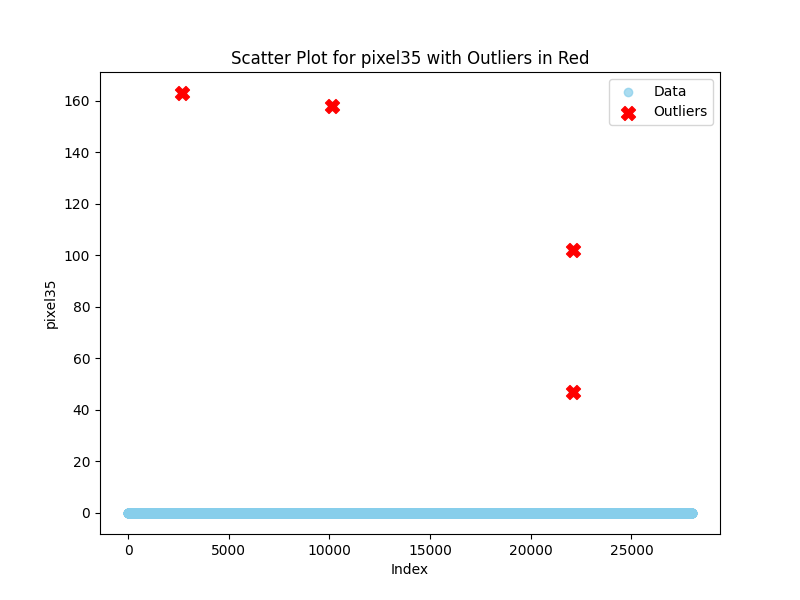 Scatter Plot for pixel35 with Outliers in Red
Data
Outliers
160
140
120
100
80
60
40
20
0
pixel35
0 5000 10000 15000 20000 25000
Index